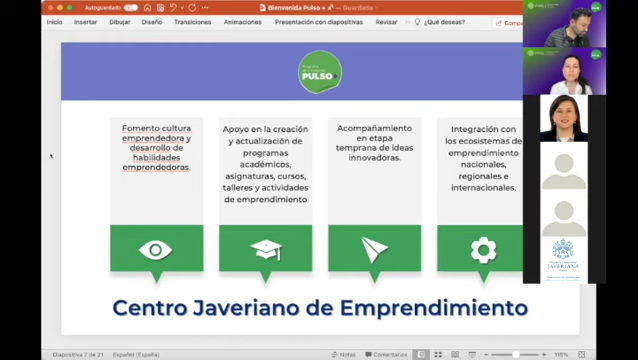 Autoguardado
Bienvenida Pulso +
Guardado
Inicio
Insertar
Dibujar
Diseño
Transiciones
Animaciones
Presentación con diapositivas
Revisar
¿Qué deseas?
PULSO
Fomento cultura
emprendedora y
desarrollo de
habilidades
emprendedoras.
Apoyo en la creación
y actualización de
programas
académicos,
asignaturas, cursos,
talleres y actividades
de emprendimiento
Acompañamiento
en etapa
temprana de ideas
innovadoras.
Integración con
los ecosistemas de
emprendimiento
nacionales,
regionales e
internacionales.
Centro Javeriano de Emprendimiento
JAVERIANA
Diapositiva 7 de 21
Español (España)
Notas
Comentarios
115%